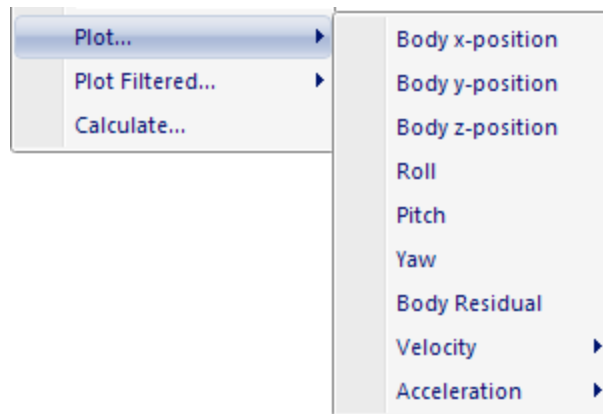 Plot...
Plot Filtered...
Calculate...
Body x-position
Body y-position
Body z-position
Roll
Pitch
Yaw
Body Residual
Velocity
Acceleration